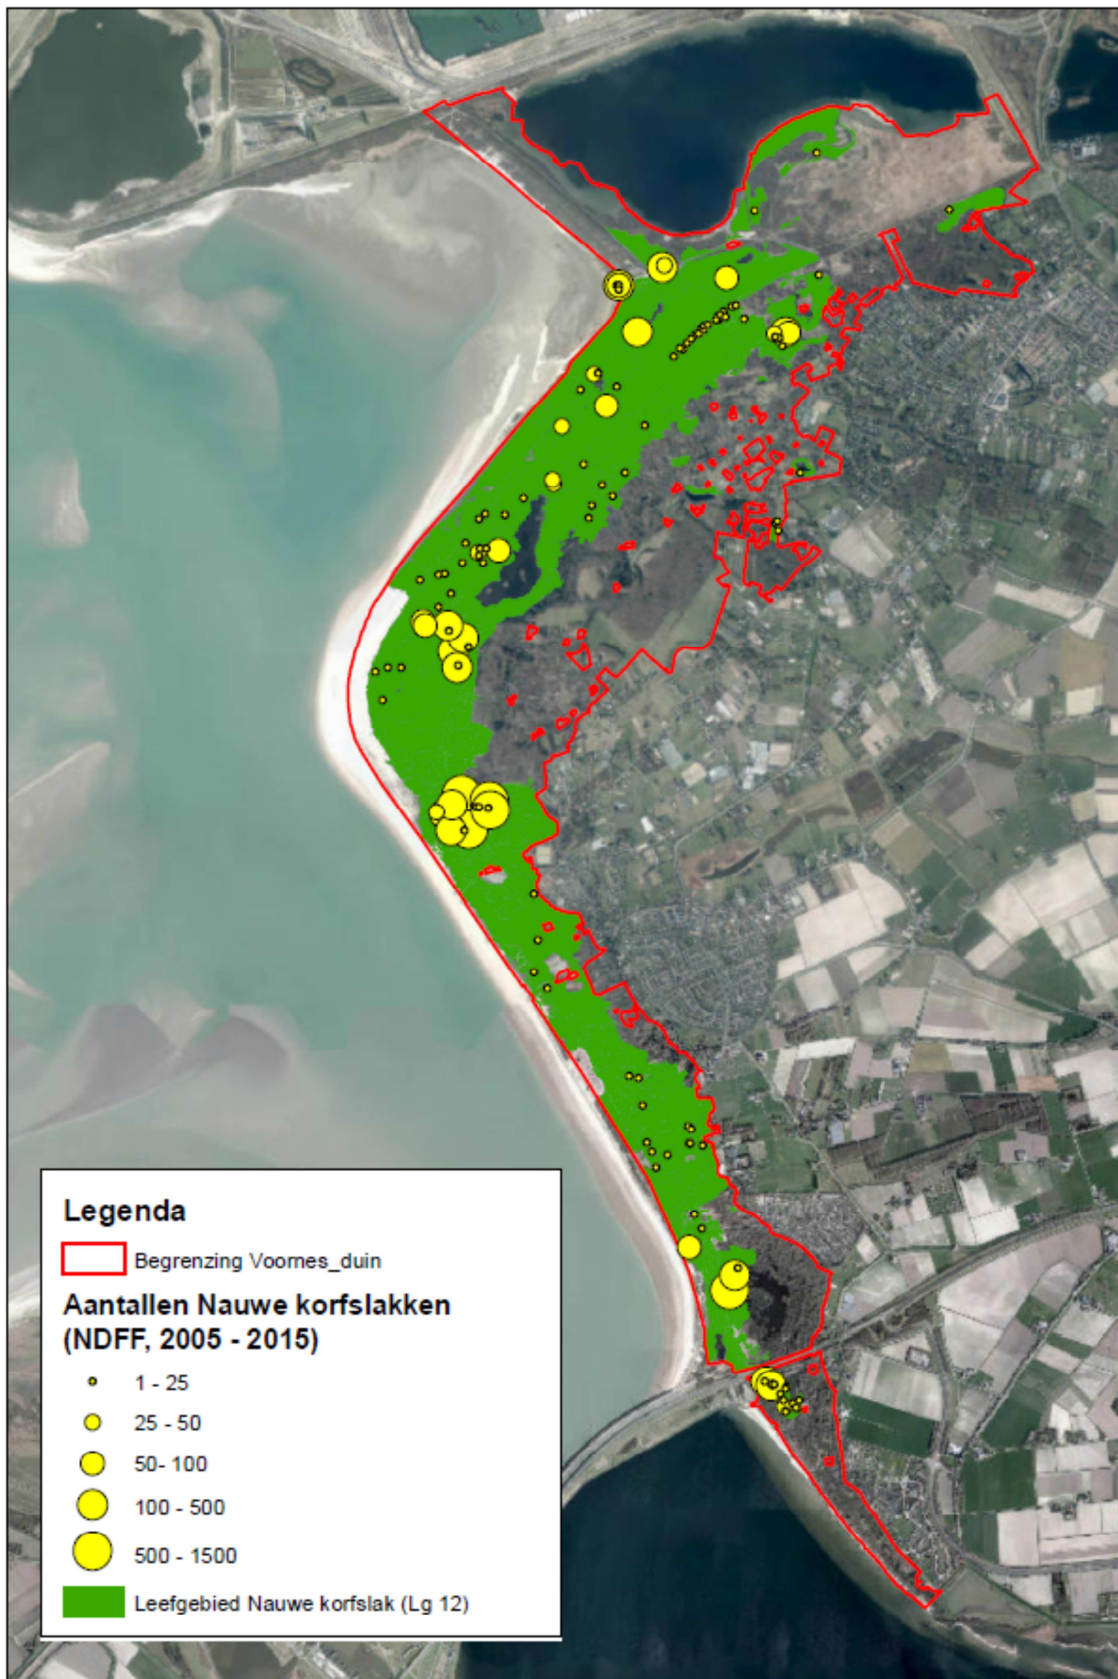 Legenda
Begrenzing Voornes_duin
Aantallen Nauwe korfslakken
(NDFF, 2005 - 2015)
1 - 25
25 - 50
50- 100
100 - 500
500 - 1500
Leefgebied Nauwe korfslak (Lg 12)